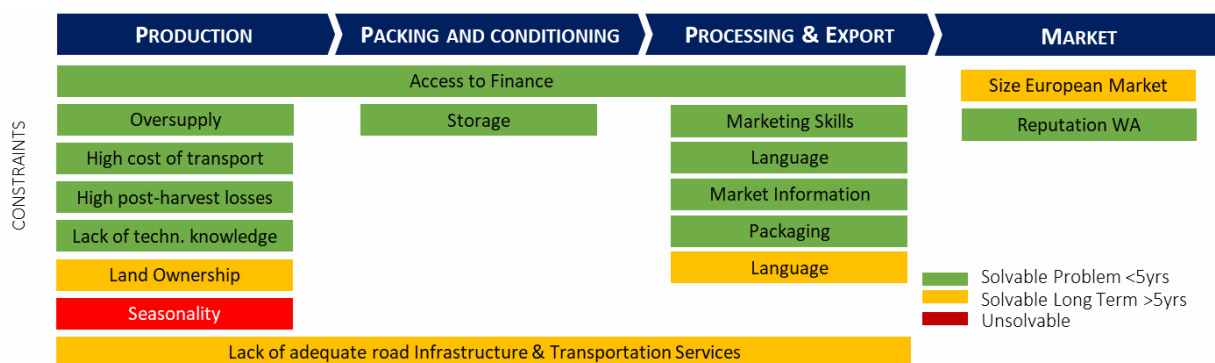 PRODUCTION
PACKING AND CONDITIONING
PROCESSING & EXPORT
MARKET
CONSTRAINTS
Access to Finance
Size European Market
Oversupply
Storage
Marketing Skills
Reputation WA
High cost of transport
Language
High post-harvest losses
Market Information
Lack of techn. knowledge
Packaging
Land Ownership
Language
Seasonality
Solvable Problem <5yrs
Solvable Long Term >5yrs
Unsolvable
Lack of adequate road Infrastructure & Transportation Services